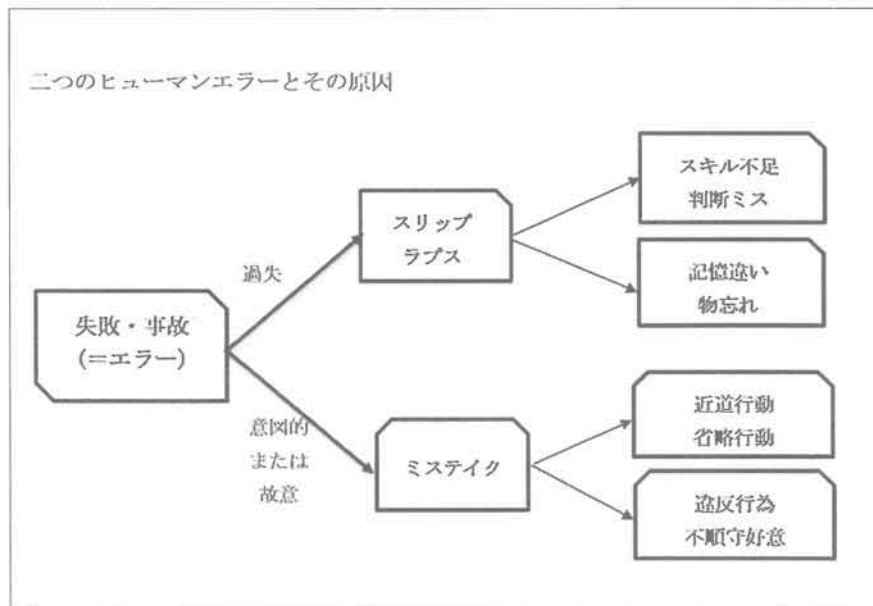 二つのヒューマンエラーとその原因
スキル不足
判断ミス
スリップ
ラプス
過失
記憶違い
物忘れ
失敗・事故
(＝エラー)
近道行動
省略行動
意図的
または
故意
ミステイク
違反行為
不順守好意